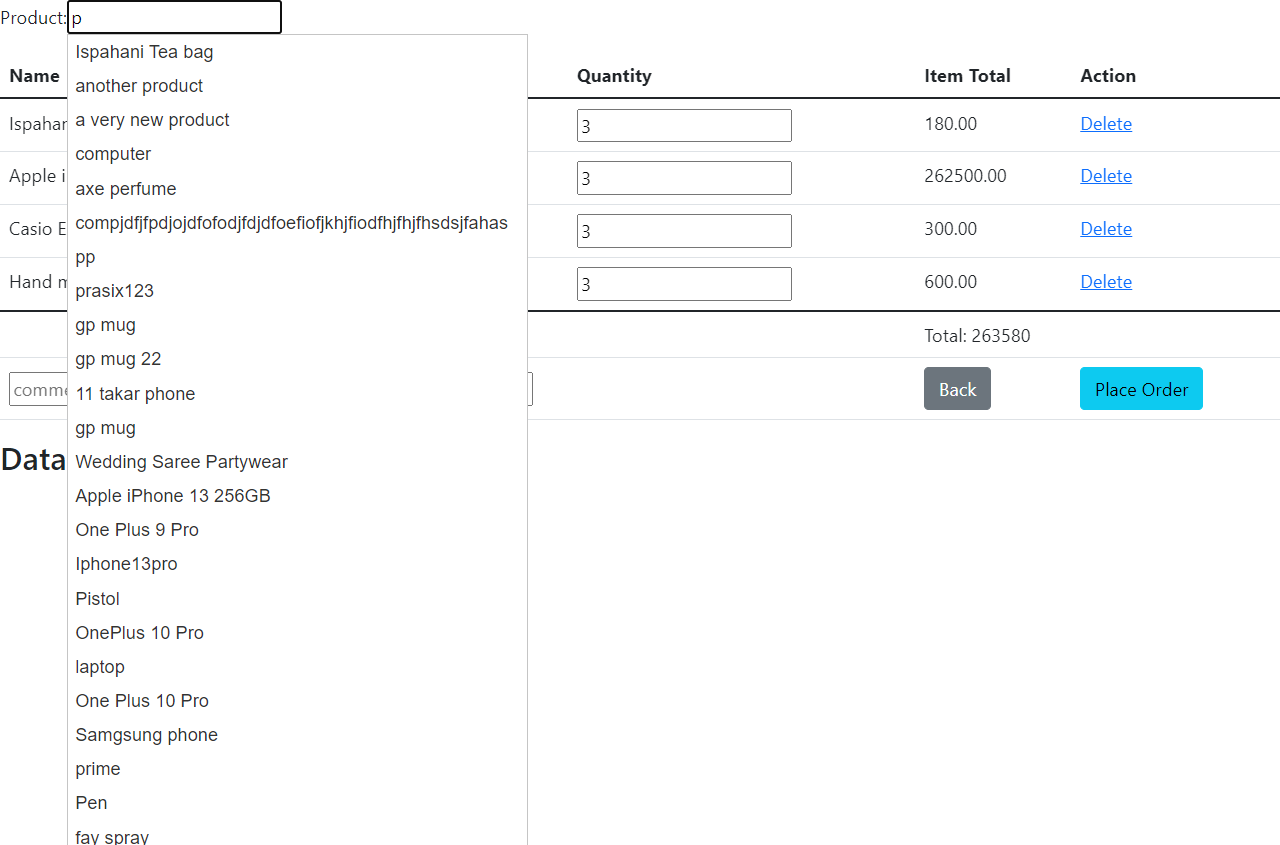 Product: p
Name Quantity Item Total Action
3 180.00 Delete
Apple 3 262500.00 Delete
Casio 3 300.00 Delete
Hand 3 600.00 Delete
Total: 263580
Back Place Order
Data
Ispahani Tea bag
another product
a very new product
computer
axe perfume
compjdfjfpdjojdfofodjfdjdfoefiofjkhjfiodfhjfhjfhsdsjfahas
pp
prasix123
gp mug
gp mug 22
11 takar phone
gp mug
Wedding Saree Partywear
Apple iPhone 13 256GB
One Plus 9 Pro
Iphone13pro
Pistol
OnePlus 10 Pro
laptop
One Plus 10 Pro
Samgsung phone
prime
Pen
fay spray